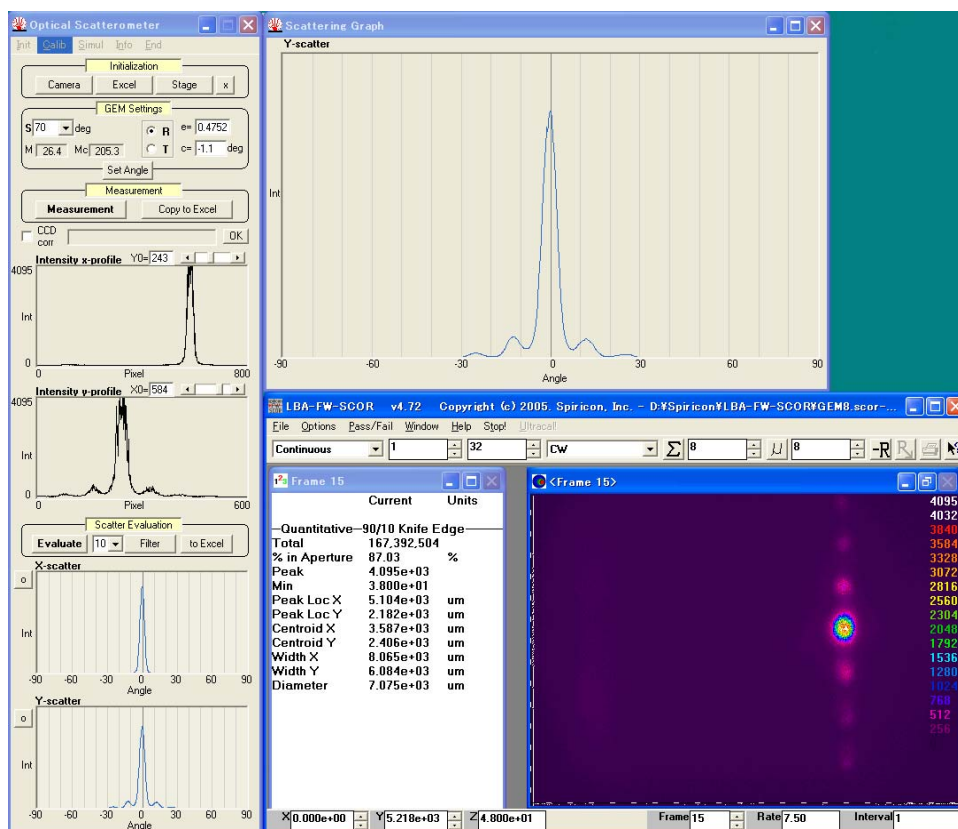 Optical Scatterometer
Init Calib Simul Info End
Initialization
Camera Excel Stage x
GEM Settings
S 70 deg R e= 0.4752
M 26.4 Mc 205.3 T c= -1.1 deg
Set Angle
Measurement
Measurement Copy to Excel
CCD corr OK
Intensity x-profile Y0= 243
4095
Int
0
0 Pixel 800
Intensity y-profile X0= 584
4095
Int
0
0 Pixel 600
Scatter Evaluation
Evaluate 10 Filter to Excel
X-scatter
o
Int
-90 -60 -30 0 30 60 90
Angle
Y-scatter
o
Int
-90 -60 -30 0 30 60 90
Angle
Scattering Graph
Y-scatter
Int
-90 -60 -30 0 30 60 90
Angle
LBA-FW-SCOR v4.72 Copyright (c) 2005. Spiricon, Inc. - D:¥Spiricon¥LBA-FW-SCOR¥GEM8.scor-...
File Options Pass/Fail Window Help Stop! Ultracal!
Continuous 1 32 CW Σ 8 μ 8 -R R
Frame 15
Current Units
Quantitative 90/10 Knife Edge
Total 167,392,504
% in Aperture 87.03 %
Peak 4.095e+03
Min 3.800e+01
Peak Loc X 5.104e+03 um
Peak Loc Y 2.182e+03 um
Centroid X 3.587e+03 um
Centroid Y 2.406e+03 um
Width X 8.065e+03 um
Width Y 6.084e+03 um
Diameter 7.075e+03 um
<Frame 15>
4095
4032
3840
3584
3328
3072
2816
2560
2304
2048
1792
1536
1280
1024
768
512
256
X 0.000e+00 Y 5.218e+03 Z 4.800e+01 Frame 15 Rate 7.50 Interval 1